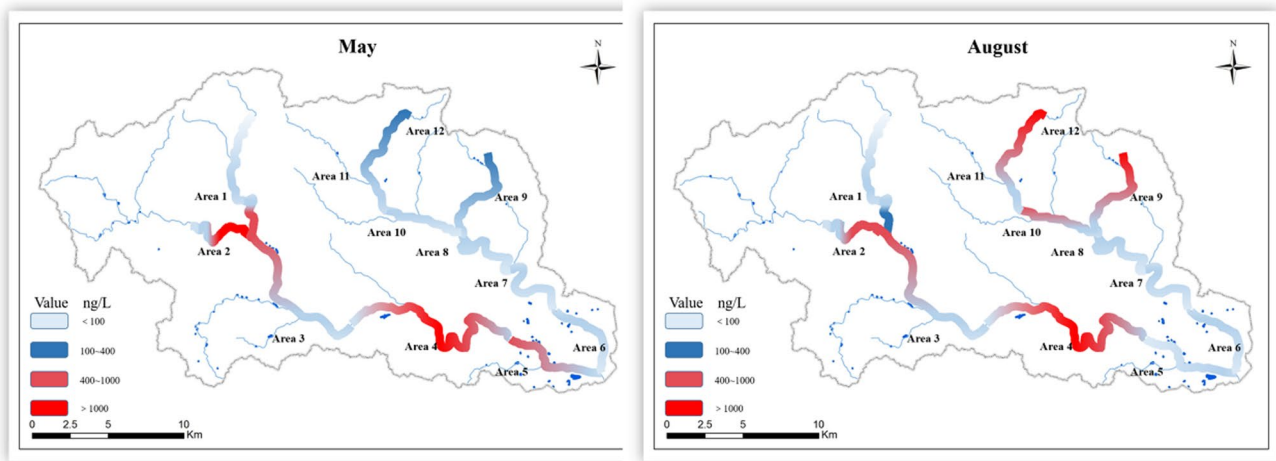 May
N
Area 12
Area 11
Area 1
Area 9
Area 10
Area 2
Area 8
Area 7
Value ng/L
< 100
100~400
400~1000
> 1000
Area 3
Area 4
Area 6
Area,5
0 2.5 5 10
Km
August
N
Area 12
Area 11
Area 1
Area 9
Area 10
Area 2
Area 8
Area 7
Value ng/L
< 100
100~400
400~1000
> 1000
Area 3
Area 4
Area 6
Area,5
0 2.5 5 10
Km